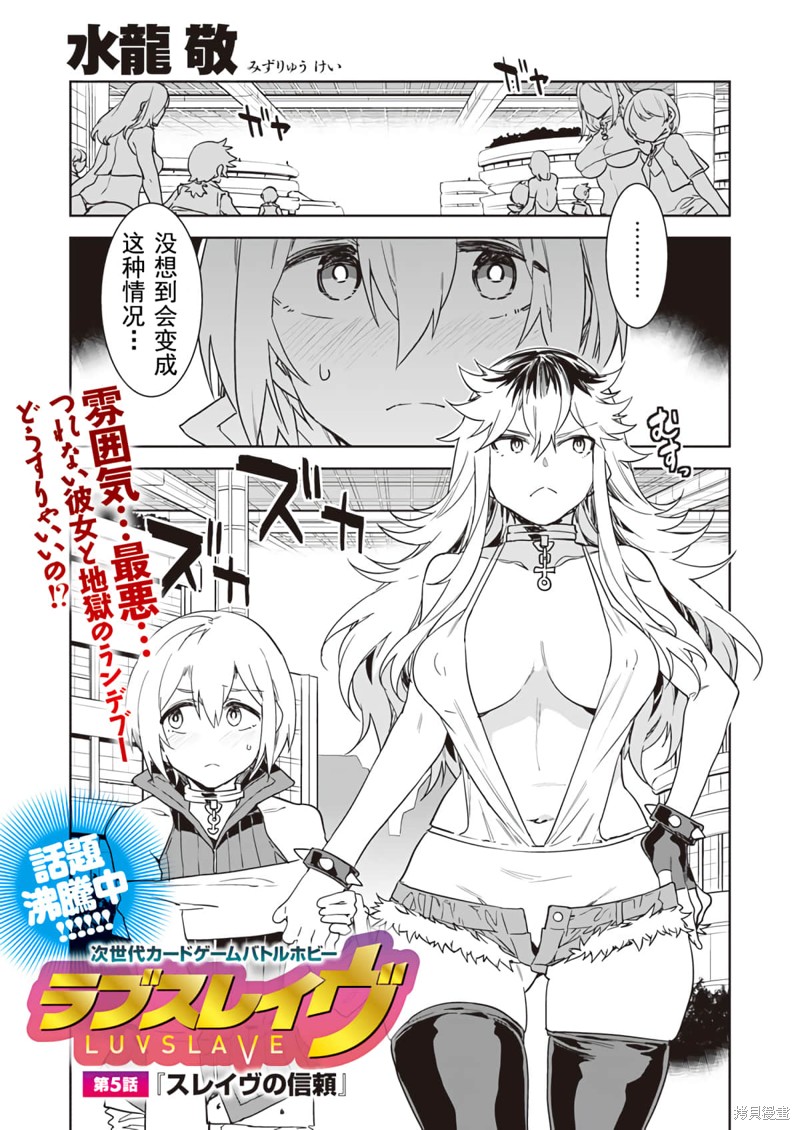 水龍 敬
みずりゅう けい
ガヤ
ガヤ
…………
没想到会变成
这种情况…
むすっ
ズカ
ズカ
雰囲気…最悪…
つれない彼女と地獄のランデブー
どうすりゃいいの!?
話題
沸騰中
!!!!!!
次世代カードゲームバトルホビー
ラブスレイヴ
LUVSLAVE
第5話
『スレイヴの信頼』
拷貝漫畫